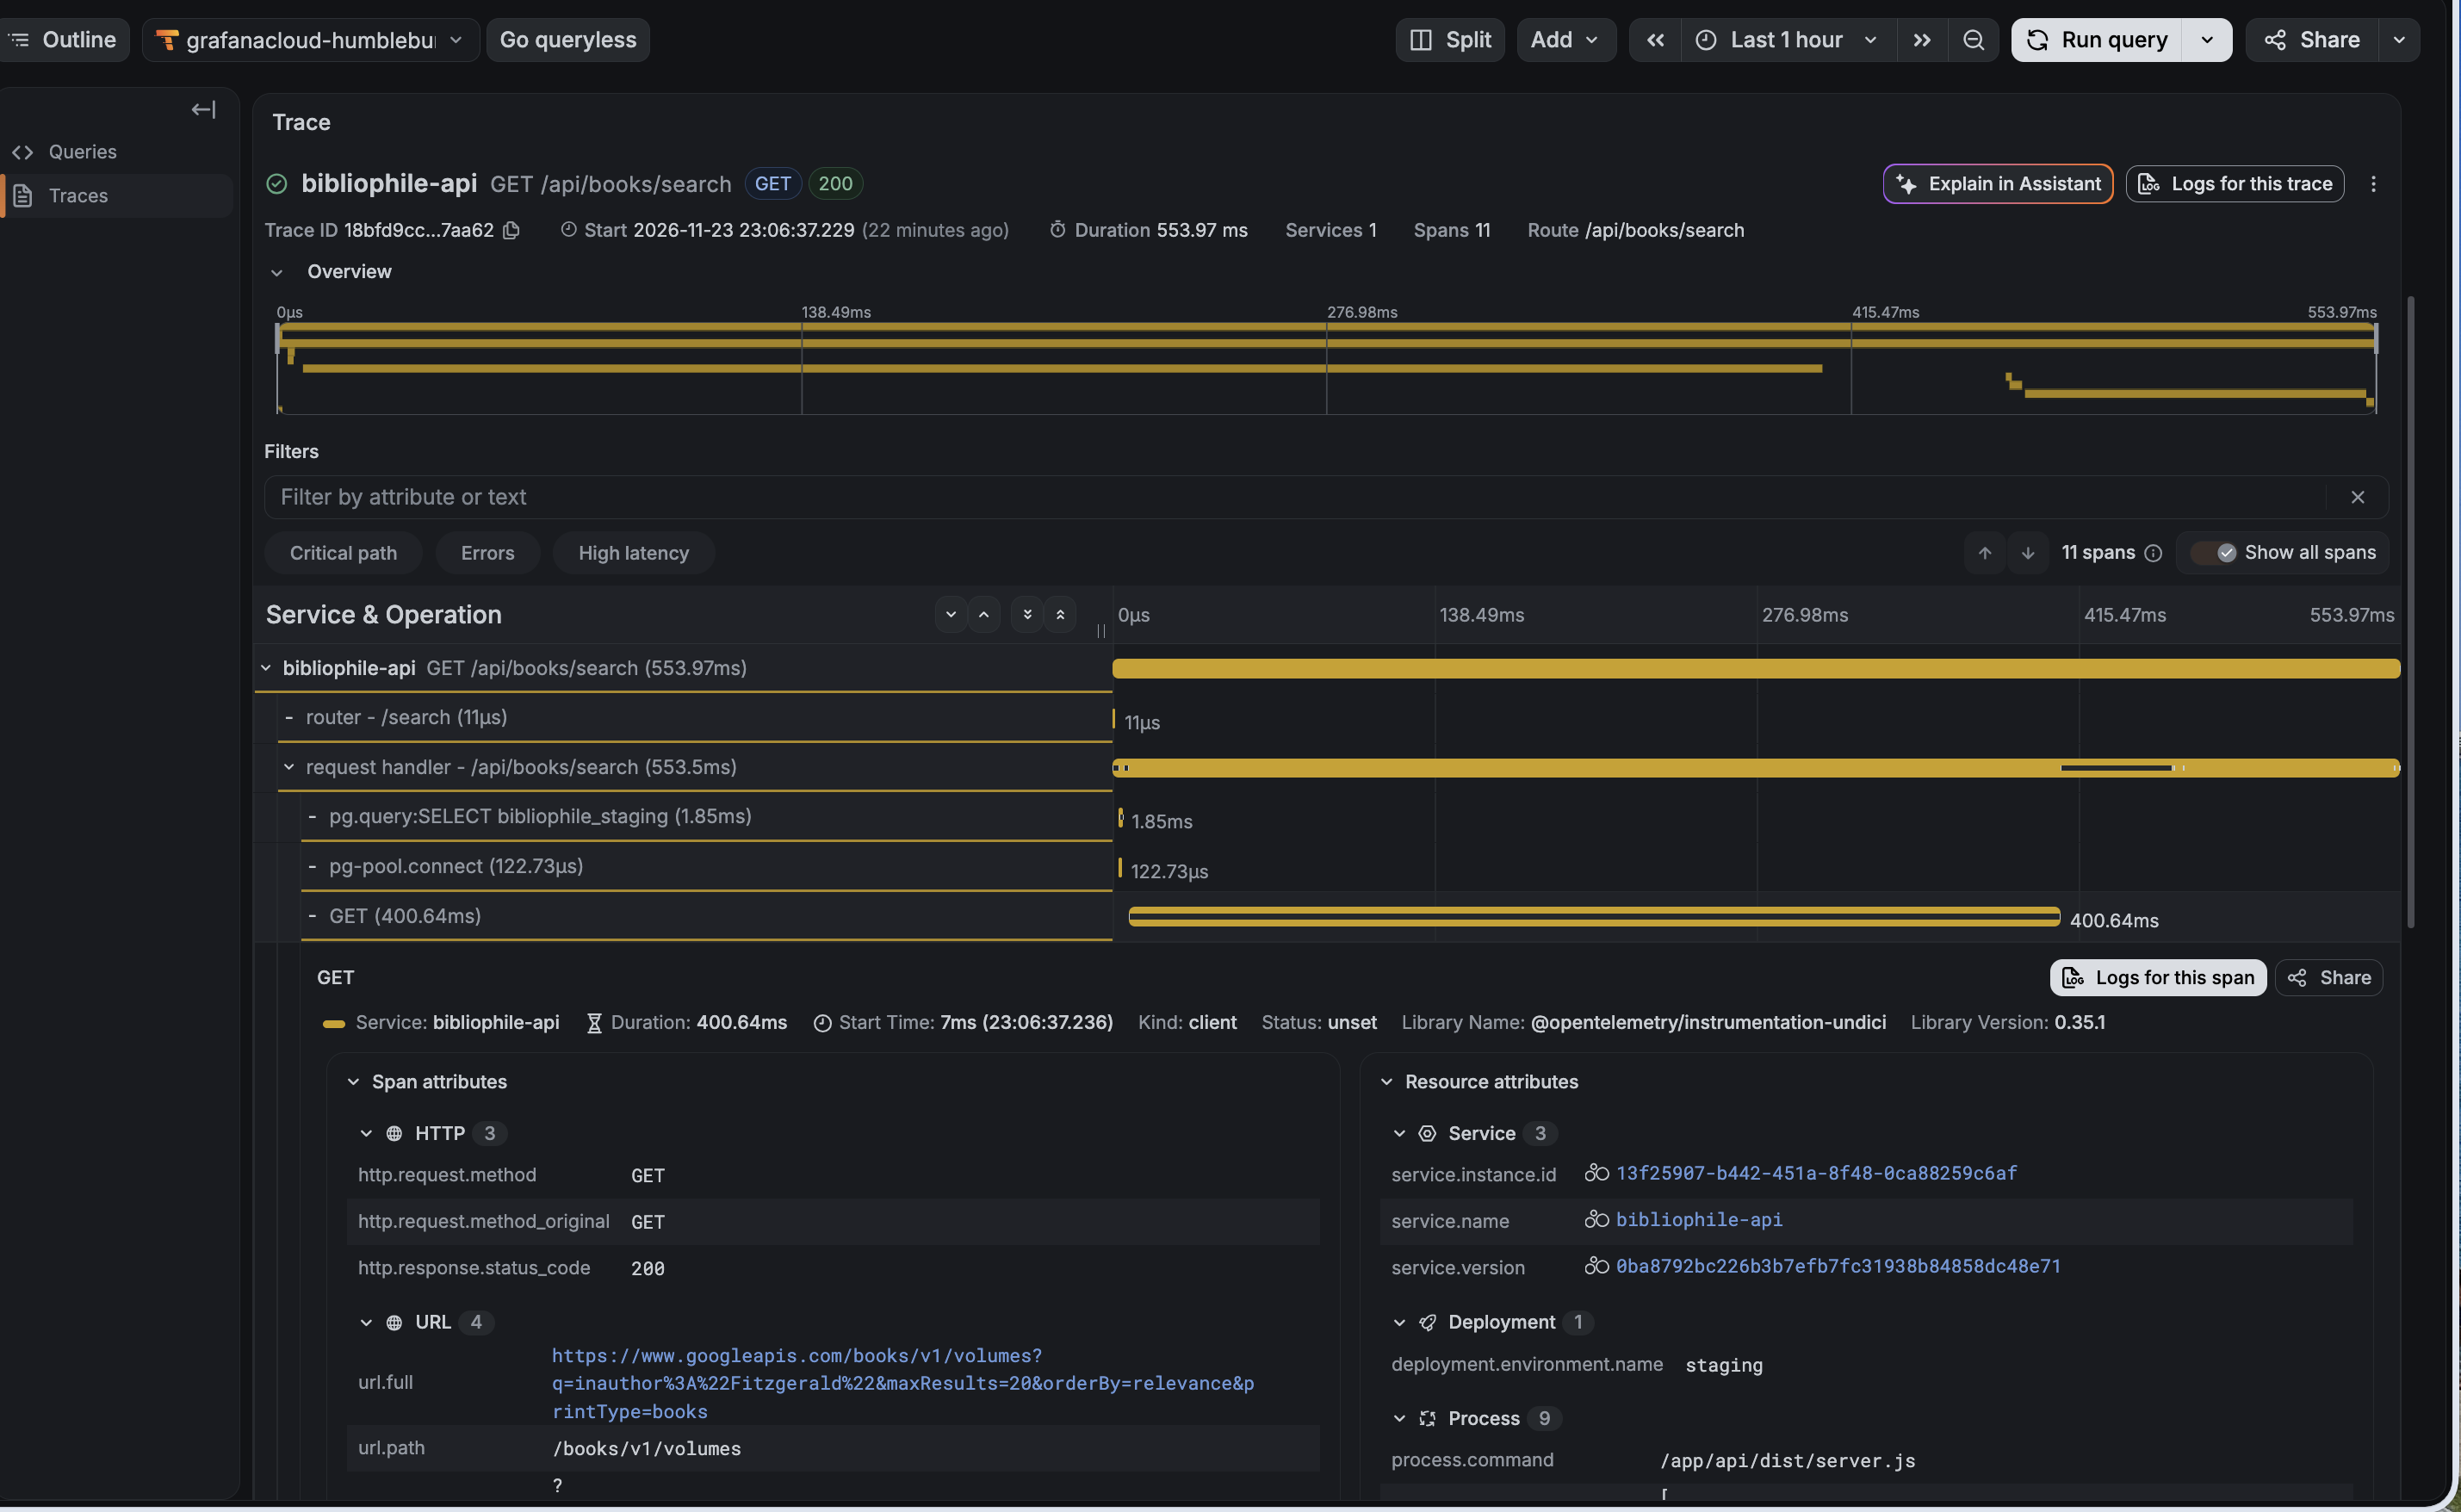 Outline
grafanacloud-humblebu
Go queryless
Split
Add
Last 1 hour
Run query
Share
Queries
Traces
Trace
bibliophile-api GET /api/books/search GET 200
Explain in Assistant
Logs for this trace
Trace ID 18bfd9cc...7aa62
Start 2026-11-23 23:06:37.229 (22 minutes ago)
Duration 553.97 ms
Services 1
Spans 11
Route /api/books/search
Overview
0µs 138.49ms 276.98ms 415.47ms 553.97ms
Filters
Filter by attribute or text
Critical path
Errors
High latency
11 spans
Show all spans
Service & Operation
0µs 138.49ms 276.98ms 415.47ms 553.97ms
bibliophile-api GET /api/books/search (553.97ms)
- router - /search (11µs)
11µs
request handler - /api/books/search (553.5ms)
- pg.query:SELECT bibliophile_staging (1.85ms)
1.85ms
- pg-pool.connect (122.73µs)
122.73µs
- GET (400.64ms)
400.64ms
GET
LOG Logs for this span
Share
Service: bibliophile-api
Duration: 400.64ms
Start Time: 7ms (23:06:37.236)
Kind: client
Status: unset
Library Name: @opentelemetry/instrumentation-undici
Library Version: 0.35.1
Span attributes
HTTP 3
http.request.method GET
http.request.method_original GET
http.response.status_code 200
URL 4
url.full
https://www.googleapis.com/books/v1/volumes?
q=inauthor%3A%22Fitzgerald%22&maxResults=20&orderBy=relevance&p
rintType=books
url.path /books/v1/volumes
?
Resource attributes
Service 3
service.instance.id 13f25907-b442-451a-8f48-0ca88259c6af
service.name bibliophile-api
service.version 0ba8792bc226b3b7efb7fc31938b84858dc48e71
Deployment 1
deployment.environment.name staging
Process 9
process.command /app/api/dist/server.js
[